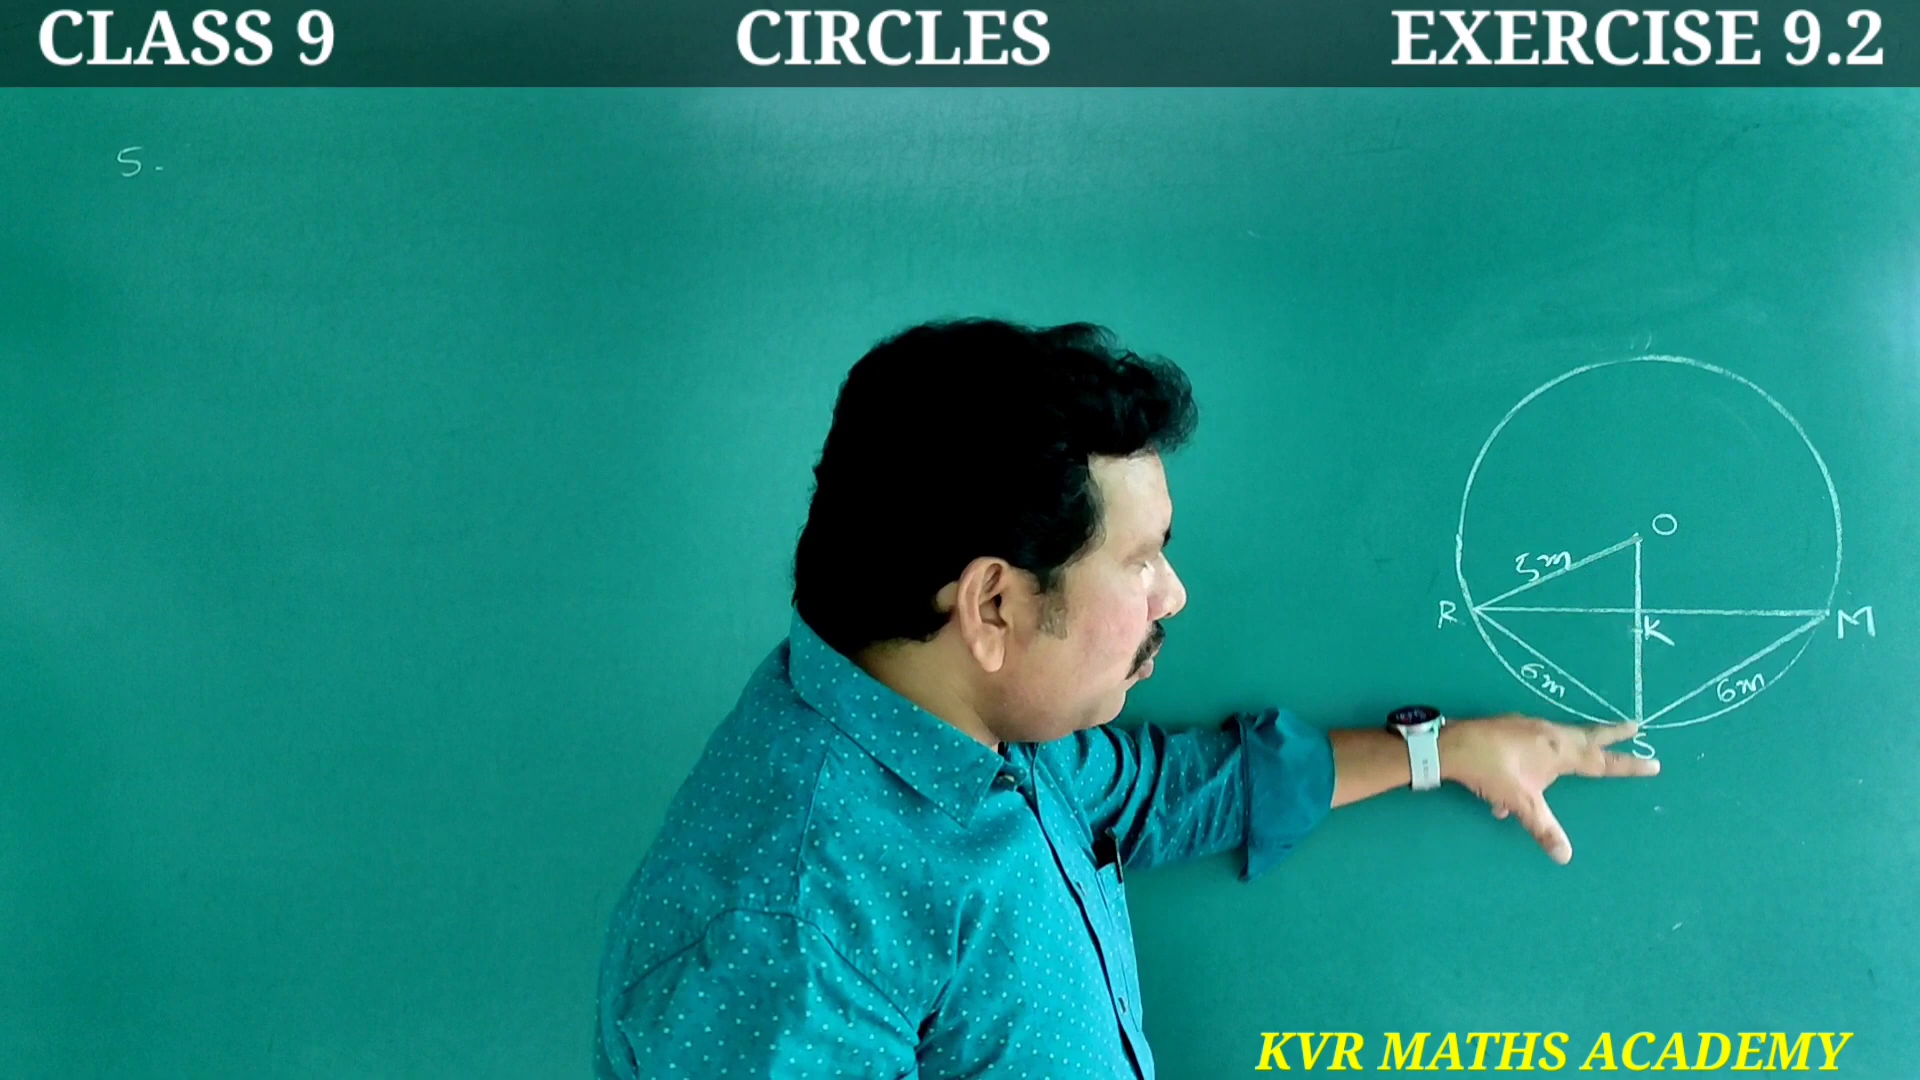 CLASS 9 CIRCLES EXERCISE 9.2
5.
O
5m
R
K
M
6m 6m
S
KVR MATHS ACADEMY